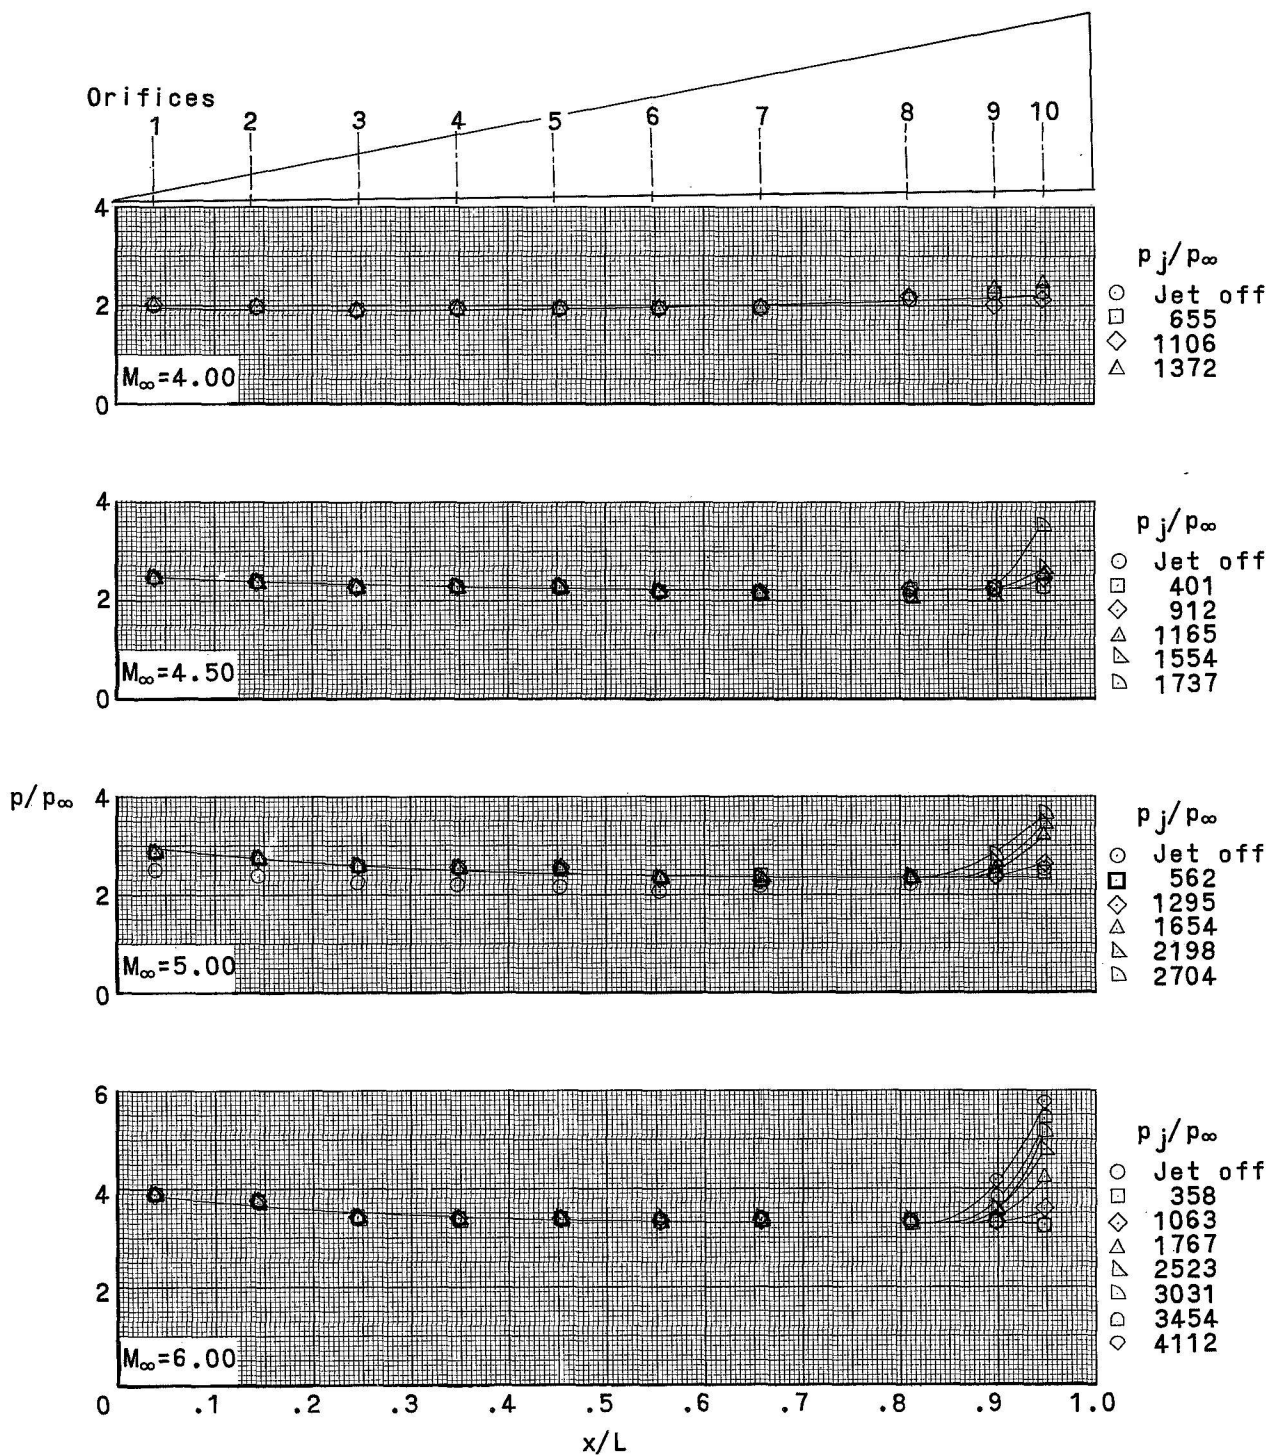 Orifices
1 2 3 4 5 6 7 8 9 10
4
2
0
M∞=4.00
pj/p∞
Jet off
655
1106
1372
4
2
0
M∞=4.50
pj/p∞
Jet off
401
912
1165
1554
1737
p/p∞
4
2
0
M∞=5.00
pj/p∞
Jet off
562
1295
1654
2198
2704
6
4
2
0
M∞=6.00
pj/p∞
Jet off
358
1063
1767
2523
3031
3454
4112
.1 .2 .3 .4 .5 .6 .7 .8 .9 1.0
x/L